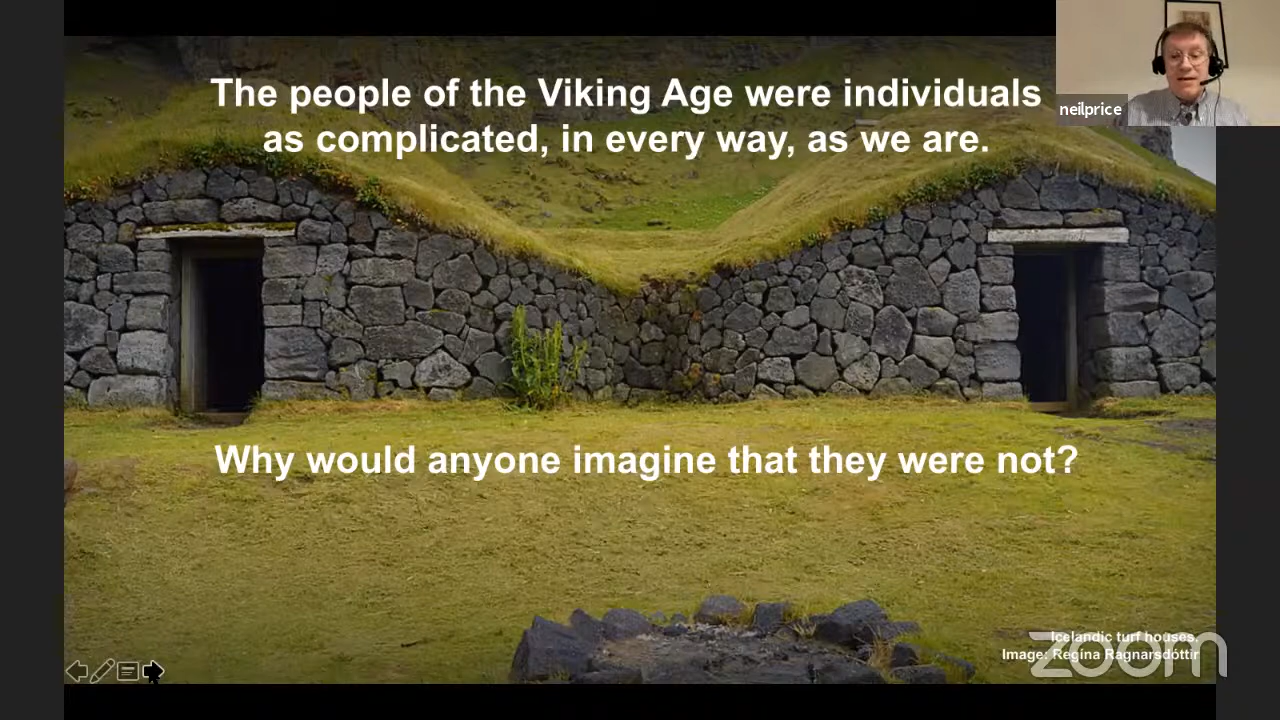 The people of the Viking Age were individuals
as complicated, in every way, as we are.
neilprice
Why would anyone imagine that they were not?
Icelandic turf houses.
Image: Regína Ragnarsdóttir
zoom